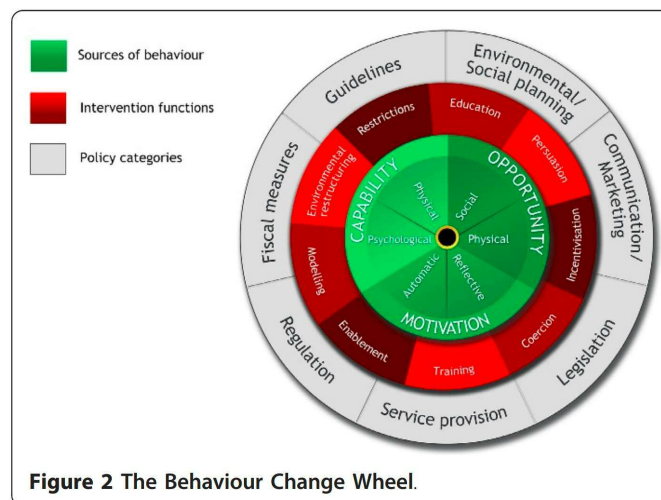 Sources of behaviour
Intervention functions
Policy categories
Guidelines
Environmental/
Social planning
Communication/
Marketing
Legislation
Service provision
Regulation
Fiscal measures
Restrictions
Education
Persuasion
Incentivisation
Coercion
Training
Enablement
Modelling
Environmental
restructuring
CAPABILITY
OPPORTUNITY
MOTIVATION
Physical
Social
Psychological
Physical
Automatic
Reflective
Figure 2 The Behaviour Change Wheel.